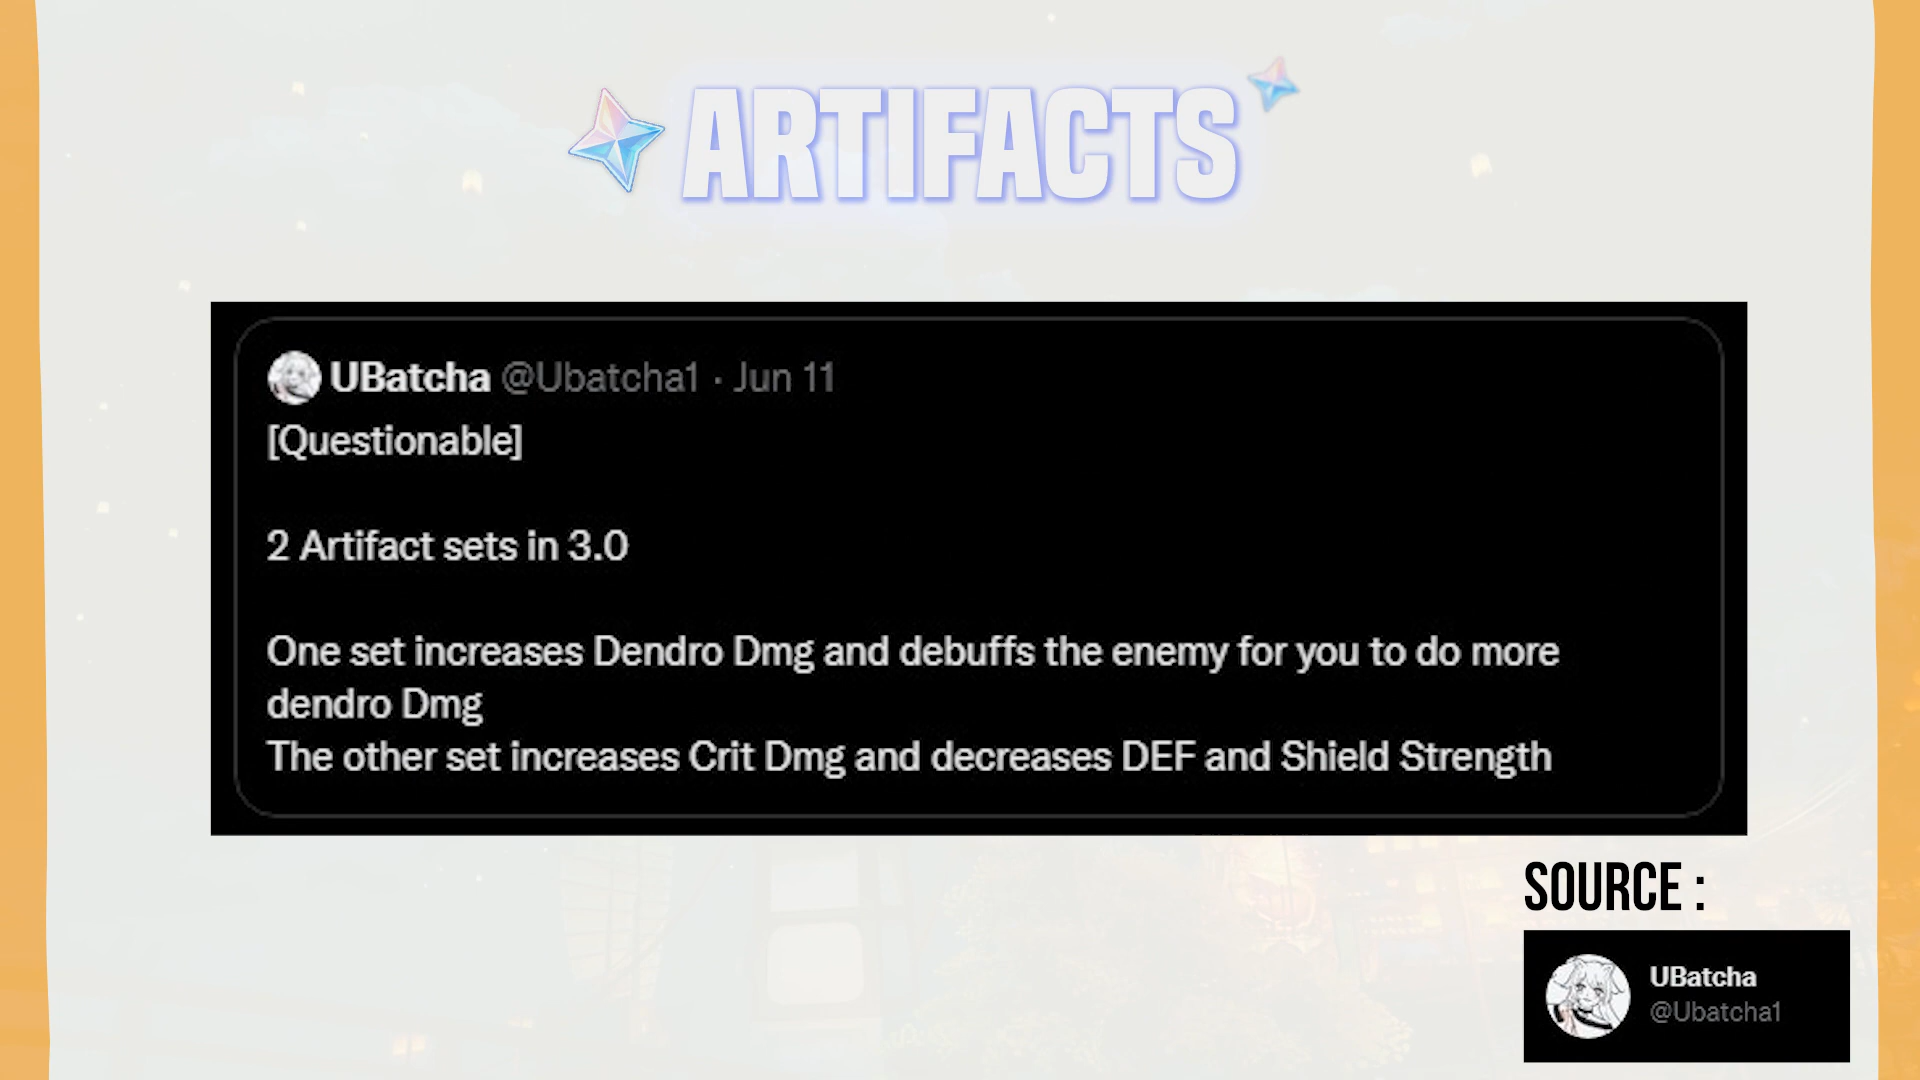 ARTIFACTS
UBatcha @Ubatcha1 · Jun 11
[Questionable]
2 Artifact sets in 3.0
One set increases Dendro Dmg and debuffs the enemy for you to do more
dendro Dmg
The other set increases Crit Dmg and decreases DEF and Shield Strength
SOURCE :
UBatcha
@Ubatcha1